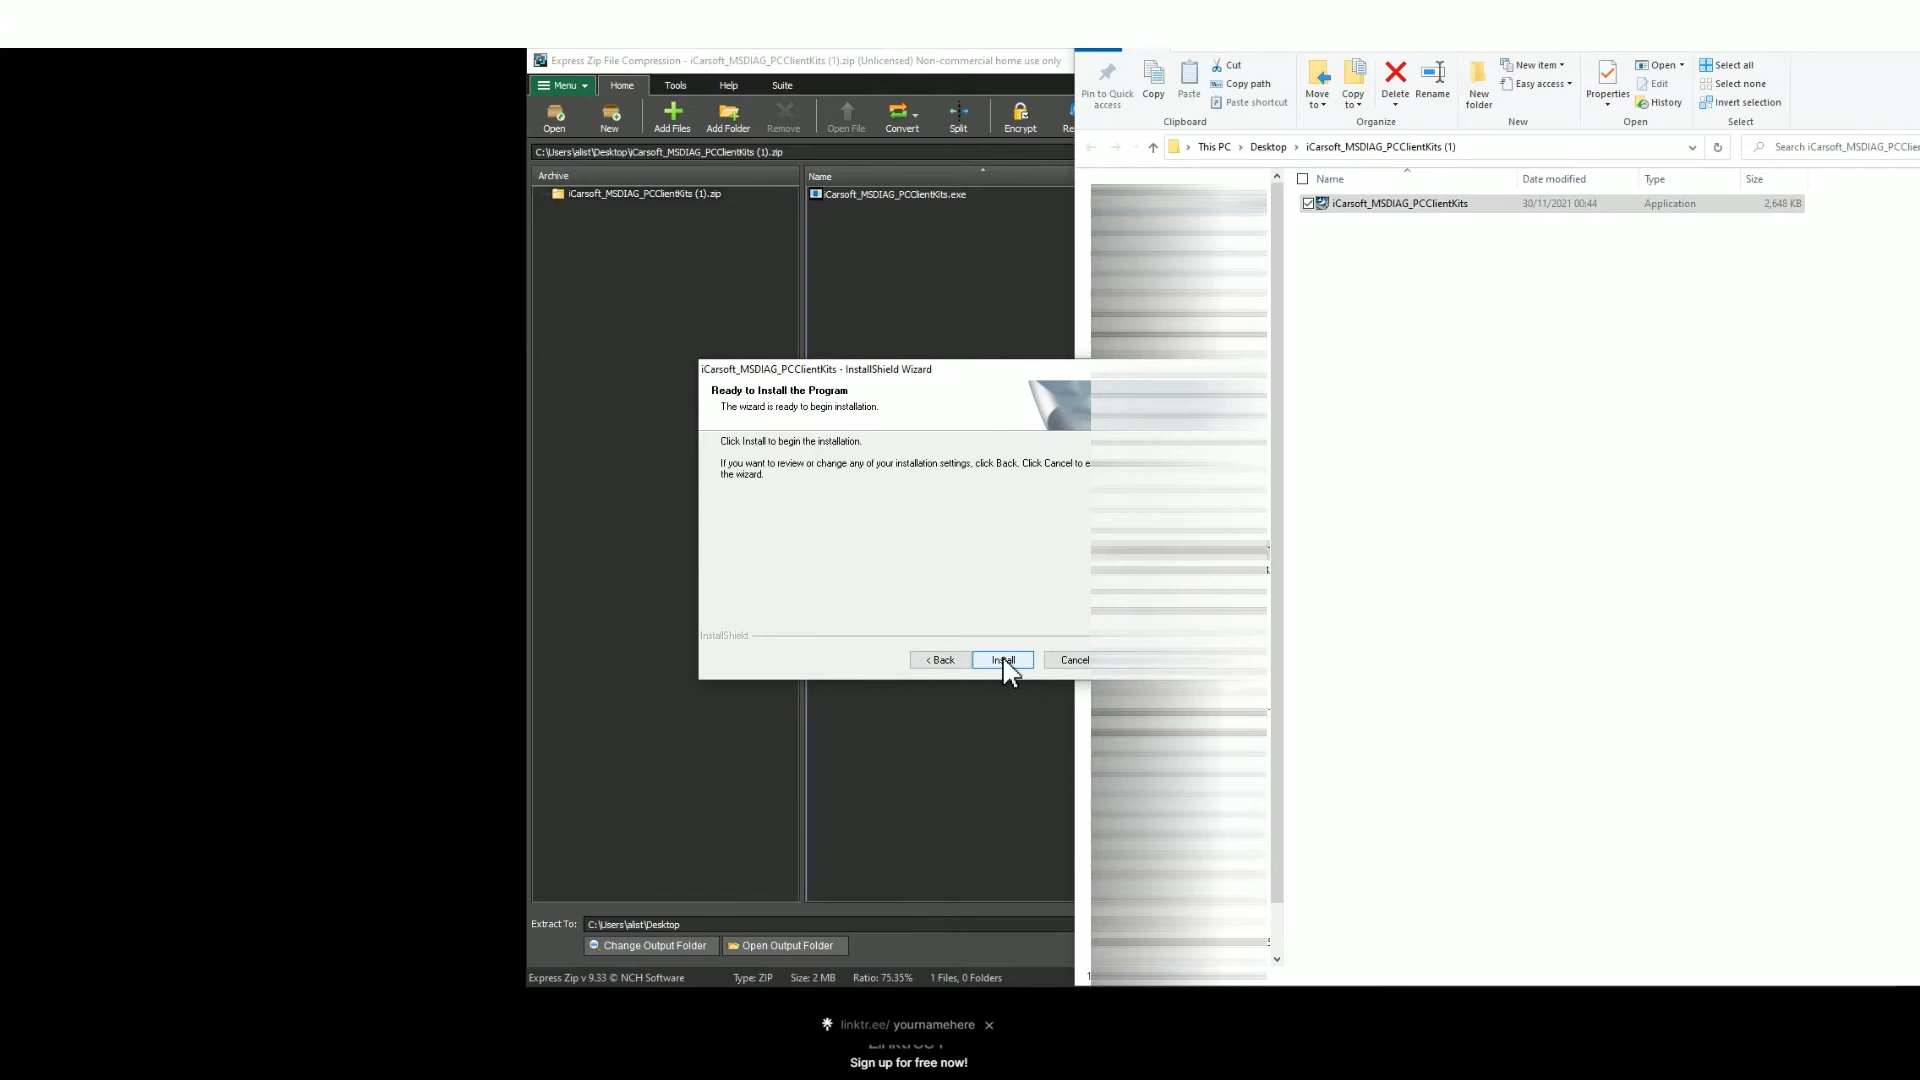 Express Zip File Compression - iCarsoft_MSDIAG_PCClientKits (1).zip (Unlicensed) Non-commercial home use only
Menu
Home
Tools
Help
Suite
Open
New
Add Files
Add Folder
Remove
Open File
Convert
Split
Encrypt
C:\Users\alist\Desktop\iCarsoft_MSDIAG_PCClientKits (1).zip
Archive
Name
iCarsoft_MSDIAG_PCClientKits (1).zip
iCarsoft_MSDIAG_PCClientKits.exe
Pin to Quick access
Copy
Paste
Cut
Copy path
Paste shortcut
Clipboard
Move to
Copy to
Delete
Rename
Organize
New folder
New item
Easy access
New
Properties
Open
Edit
History
Open
Select all
Select none
Invert selection
Select
This PC
Desktop
iCarsoft_MSDIAG_PCClientKits (1)
Search iCarsoft_MSDIAG_PCClie
Name
Date modified
Type
Size
iCarsoft_MSDIAG_PCClientKits
30/11/2021 00:44
Application
2,648 KB
iCarsoft_MSDIAG_PCClientKits - InstallShield Wizard
Ready to Install the Program
The wizard is ready to begin installation.
Click Install to begin the installation.
If you want to review or change any of your installation settings, click Back. Click Cancel to
the wizard.
InstallShield
< Back
Install
Cancel
Extract To:
C:\Users\alist\Desktop
Change Output Folder
Open Output Folder
Express Zip v 9.33 © NCH Software
Type: ZIP
Size: 2 MB
Ratio: 75.35%
1 Files, 0 Folders
linktr.ee/ yournamehere
Sign up for free now!